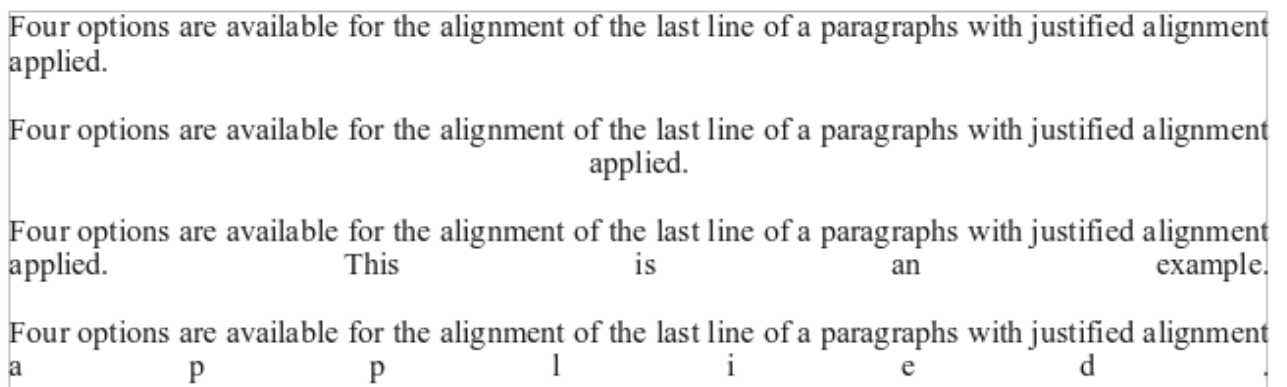 Four options are available for the alignment of the last line of a paragraphs with justified alignment
applied.
Four options are available for the alignment of the last line of a paragraphs with justified alignment
applied.
Four options are available for the alignment of the last line of a paragraphs with justified alignment
applied. This is an example.
Four options are available for the alignment of the last line of a paragraphs with justified alignment
a p p l i e d .